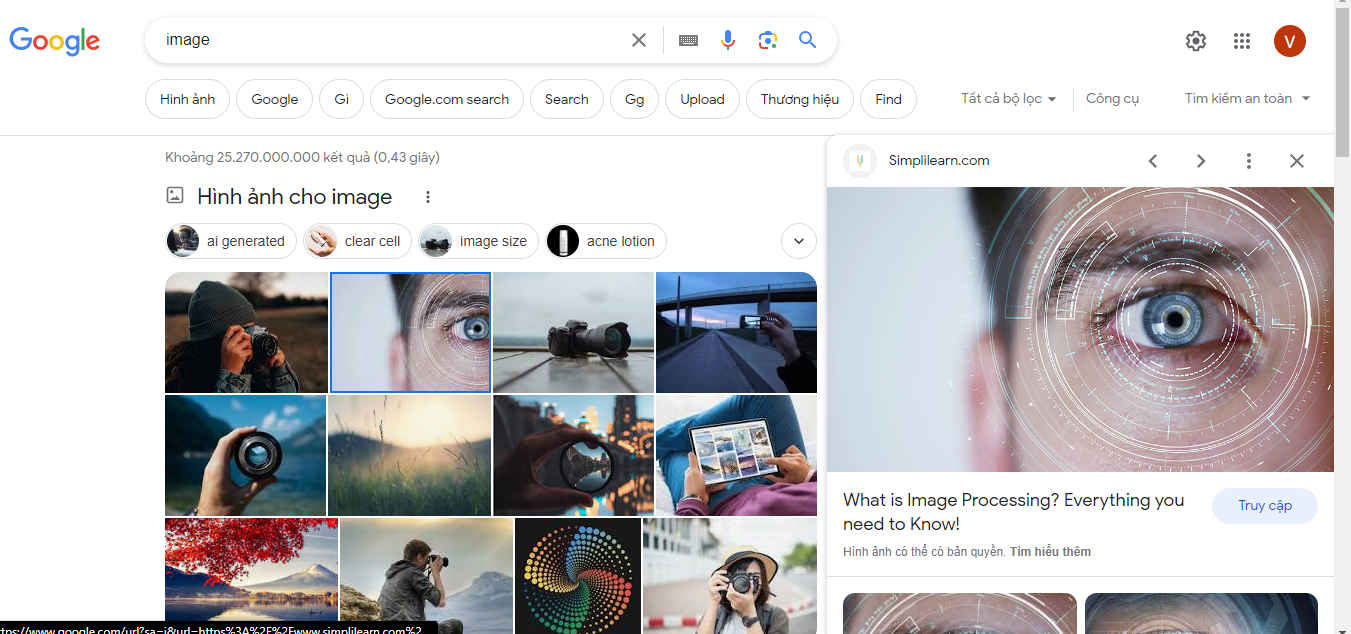 Google
image
V
Hình ảnh
Google
Gì
Google.com search
Search
Gg
Upload
Thương hiệu
Find
Tất cả bộ lọc
Công cụ
Tìm kiếm an toàn
Khoảng 25.270.000.000 kết quả (0,43 giây)
Hình ảnh cho image
ai generated
clear cell
image size
acne lotion
Simplilearn.com
What is Image Processing? Everything you
need to Know!
Truy cập
Hình ảnh có thể có bản quyền. Tìm hiểu thêm
ttps://www.google.com/url?sa=i&url=https%3A%2F%2Fwww.simplilearn.com%2